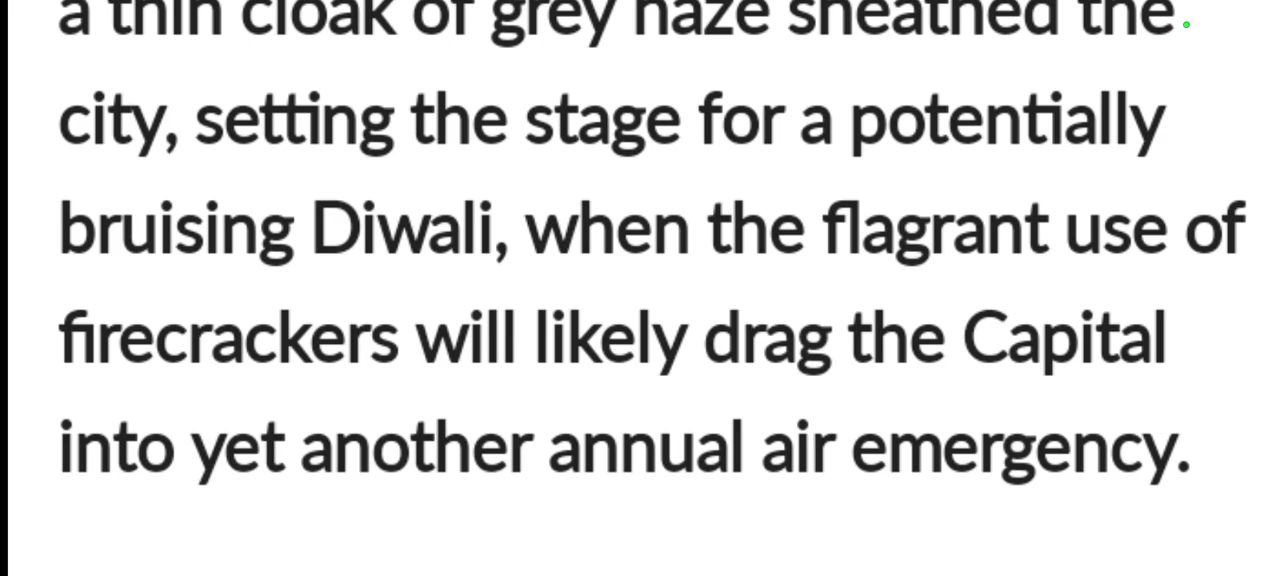 a thin cloak of grey haze sheathed the
city, setting the stage for a potentially
bruising Diwali, when the flagrant use of
firecrackers will likely drag the Capital
into yet another annual air emergency.